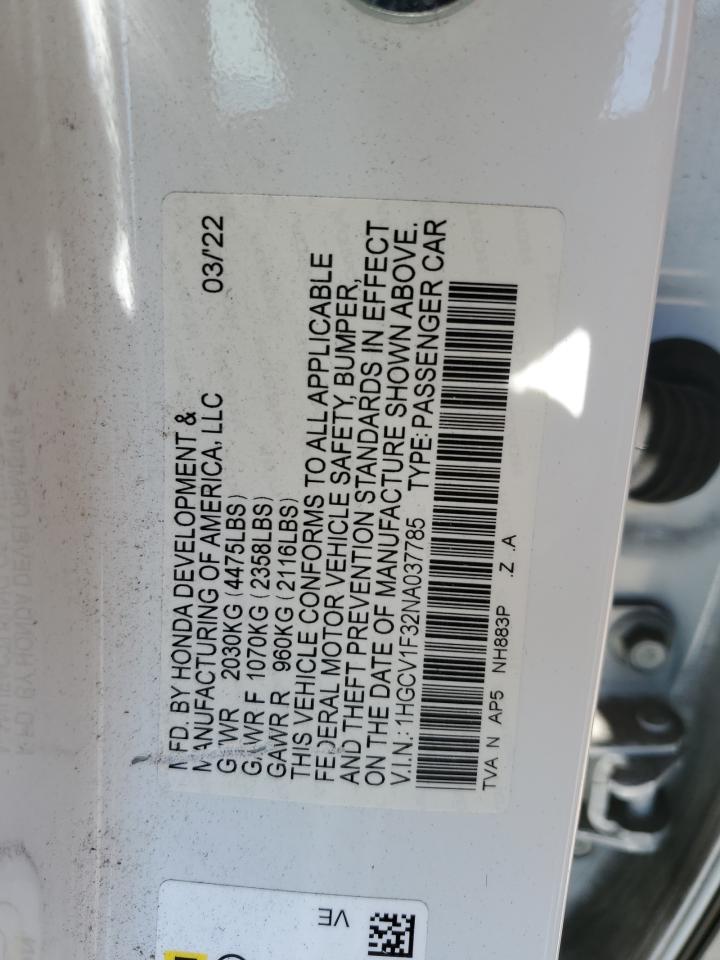 MFD. BY HONDA DEVELOPMENT &
MANUFACTURING OF AMERICA, LLC 03/'22
GVWR 2030KG (4475LBS)
GAWR F 1070KG (2358LBS)
GAWR R 960KG (2116LBS)
THIS VEHICLE CONFORMS TO ALL APPLICABLE
FEDERAL MOTOR VEHICLE SAFETY, BUMPER,
AND THEFT PREVENTION STANDARDS IN EFFECT
ON THE DATE OF MANUFACTURE SHOWN ABOVE.
V.I.N.: 1HGCV1F32NA037785 TYPE: PASSENGER CAR
TVA N AP5 NH883P .Z .A
VE